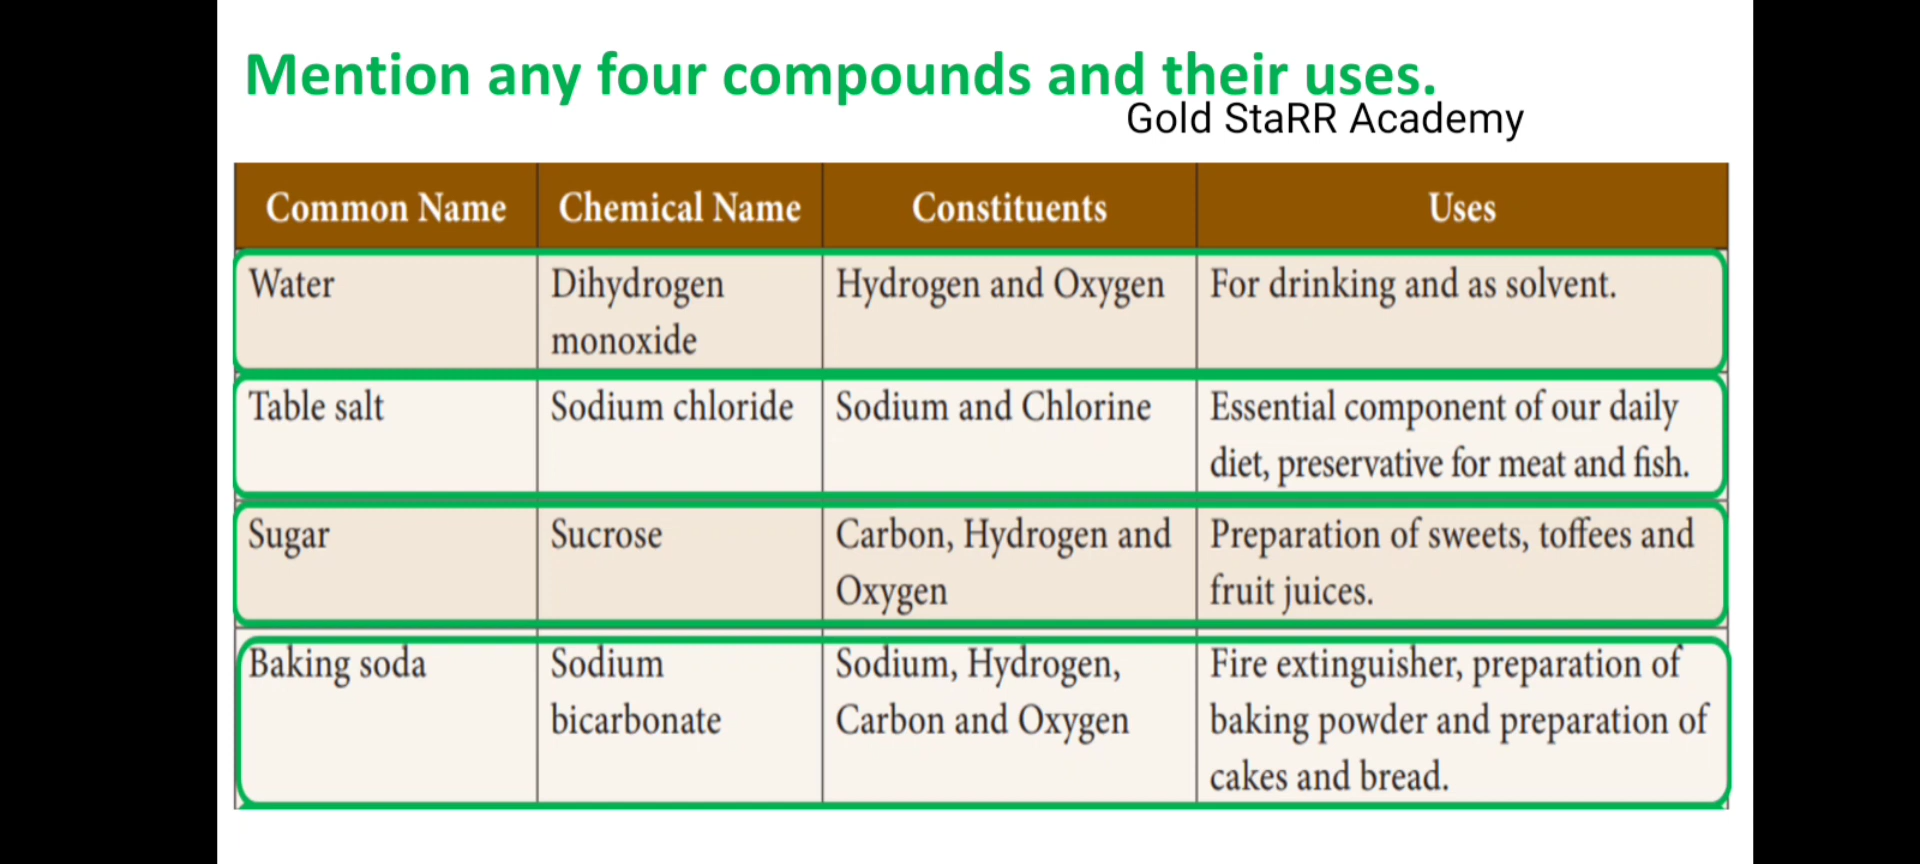 Mention any four compounds and their uses.
Gold StaRR Academy
Common Name Chemical Name Constituents Uses
Water Dihydrogen Hydrogen and Oxygen For drinking and as solvent.
monoxide
Table salt Sodium chloride Sodium and Chlorine Essential component of our daily
diet, preservative for meat and fish.
Sugar Sucrose Carbon, Hydrogen and Preparation of sweets, toffees and
Oxygen fruit juices.
Baking soda Sodium Sodium, Hydrogen, Fire extinguisher, preparation of
bicarbonate Carbon and Oxygen baking powder and preparation of
cakes and bread.